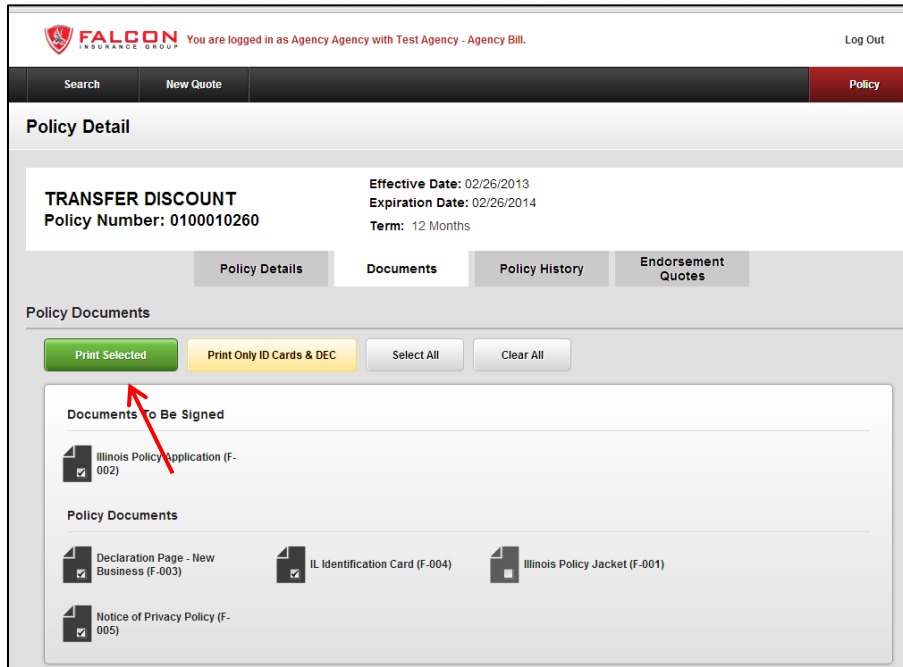 FALCON
INSURANCE GROUP
You are logged in as Agency Agency with Test Agency - Agency Bill.
Log Out
Search
New Quote
Policy
Policy Detail
TRANSFER DISCOUNT
Policy Number: 0100010260
Effective Date: 02/26/2013
Expiration Date: 02/26/2014
Term: 12 Months
Policy Details
Documents
Policy History
Endorsement
Quotes
Policy Documents
Print Selected
Print Only ID Cards & DEC
Select All
Clear All
Documents To Be Signed
Illinois Policy Application (F-
002)
Policy Documents
Declaration Page - New
Business (F-003)
IL Identification Card (F-004)
Illinois Policy Jacket (F-001)
Notice of Privacy Policy (F-
005)